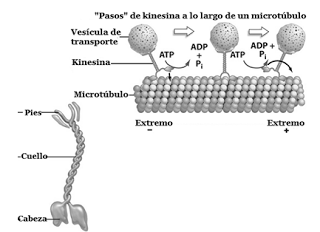 "Pasos" de kinesina a lo largo de un microtúbulo
Vesícula de
transporte
ATP
ADP
+
Pi
ATP
ADP +
Pi
Kinesina
Microtúbulo
Extremo
–
Extremo
+
– Pies
-Cuello
Cabeza